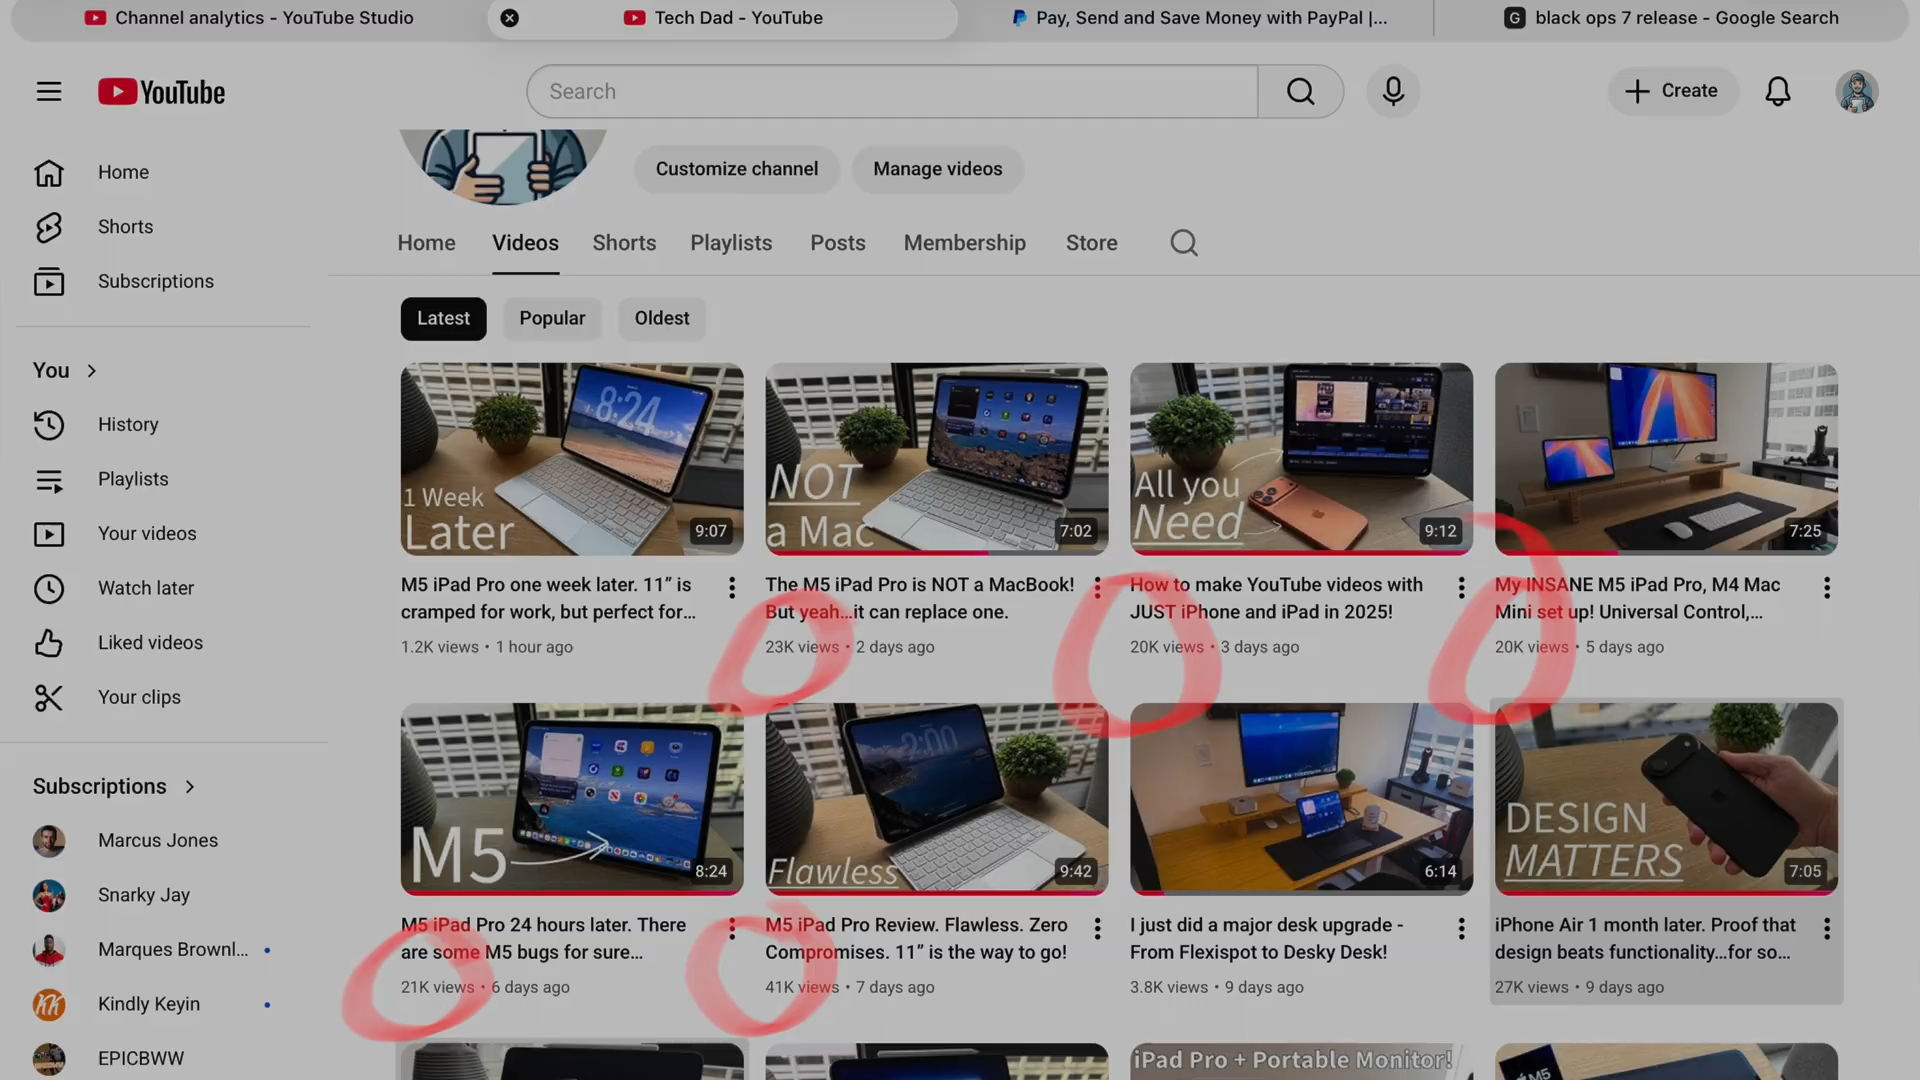 Channel analytics - YouTube Studio
Tech Dad - YouTube
Pay, Send and Save Money with PayPal |...
G black ops 7 release - Google Search
YouTube
Search
Create
Customize channel
Manage videos
Home
Videos
Shorts
Playlists
Posts
Membership
Store
Latest
Popular
Oldest
Home
Shorts
Subscriptions
You
History
Playlists
Your videos
Watch later
Liked videos
Your clips
Subscriptions
Marcus Jones
Snarky Jay
Marques Brownl...
Kindly Keyin
EPICBWW
8:24
1 Week
Later
9:07
M5 iPad Pro one week later. 11” is
cramped for work, but perfect for...
1.2K views • 1 hour ago
NOT
a Mac
7:02
The M5 iPad Pro is NOT a MacBook!
But yeah...it can replace one.
23K views • 2 days ago
All you
Need
9:12
How to make YouTube videos with
JUST iPhone and iPad in 2025!
20K views • 3 days ago
7:25
My INSANE M5 iPad Pro, M4 Mac
Mini set up! Universal Control,...
20K views • 5 days ago
M5
8:24
M5 iPad Pro 24 hours later. There
are some M5 bugs for sure...
21K views • 6 days ago
2:00
Flawless
9:42
M5 iPad Pro Review. Flawless. Zero
Compromises. 11” is the way to go!
41K views • 7 days ago
6:14
I just did a major desk upgrade -
From Flexispot to Desky Desk!
3.8K views • 9 days ago
DESIGN
MATTERS
7:05
iPhone Air 1 month later. Proof that
design beats functionality...for so...
27K views • 9 days ago
iPad Pro + Portable Monitor!
M5